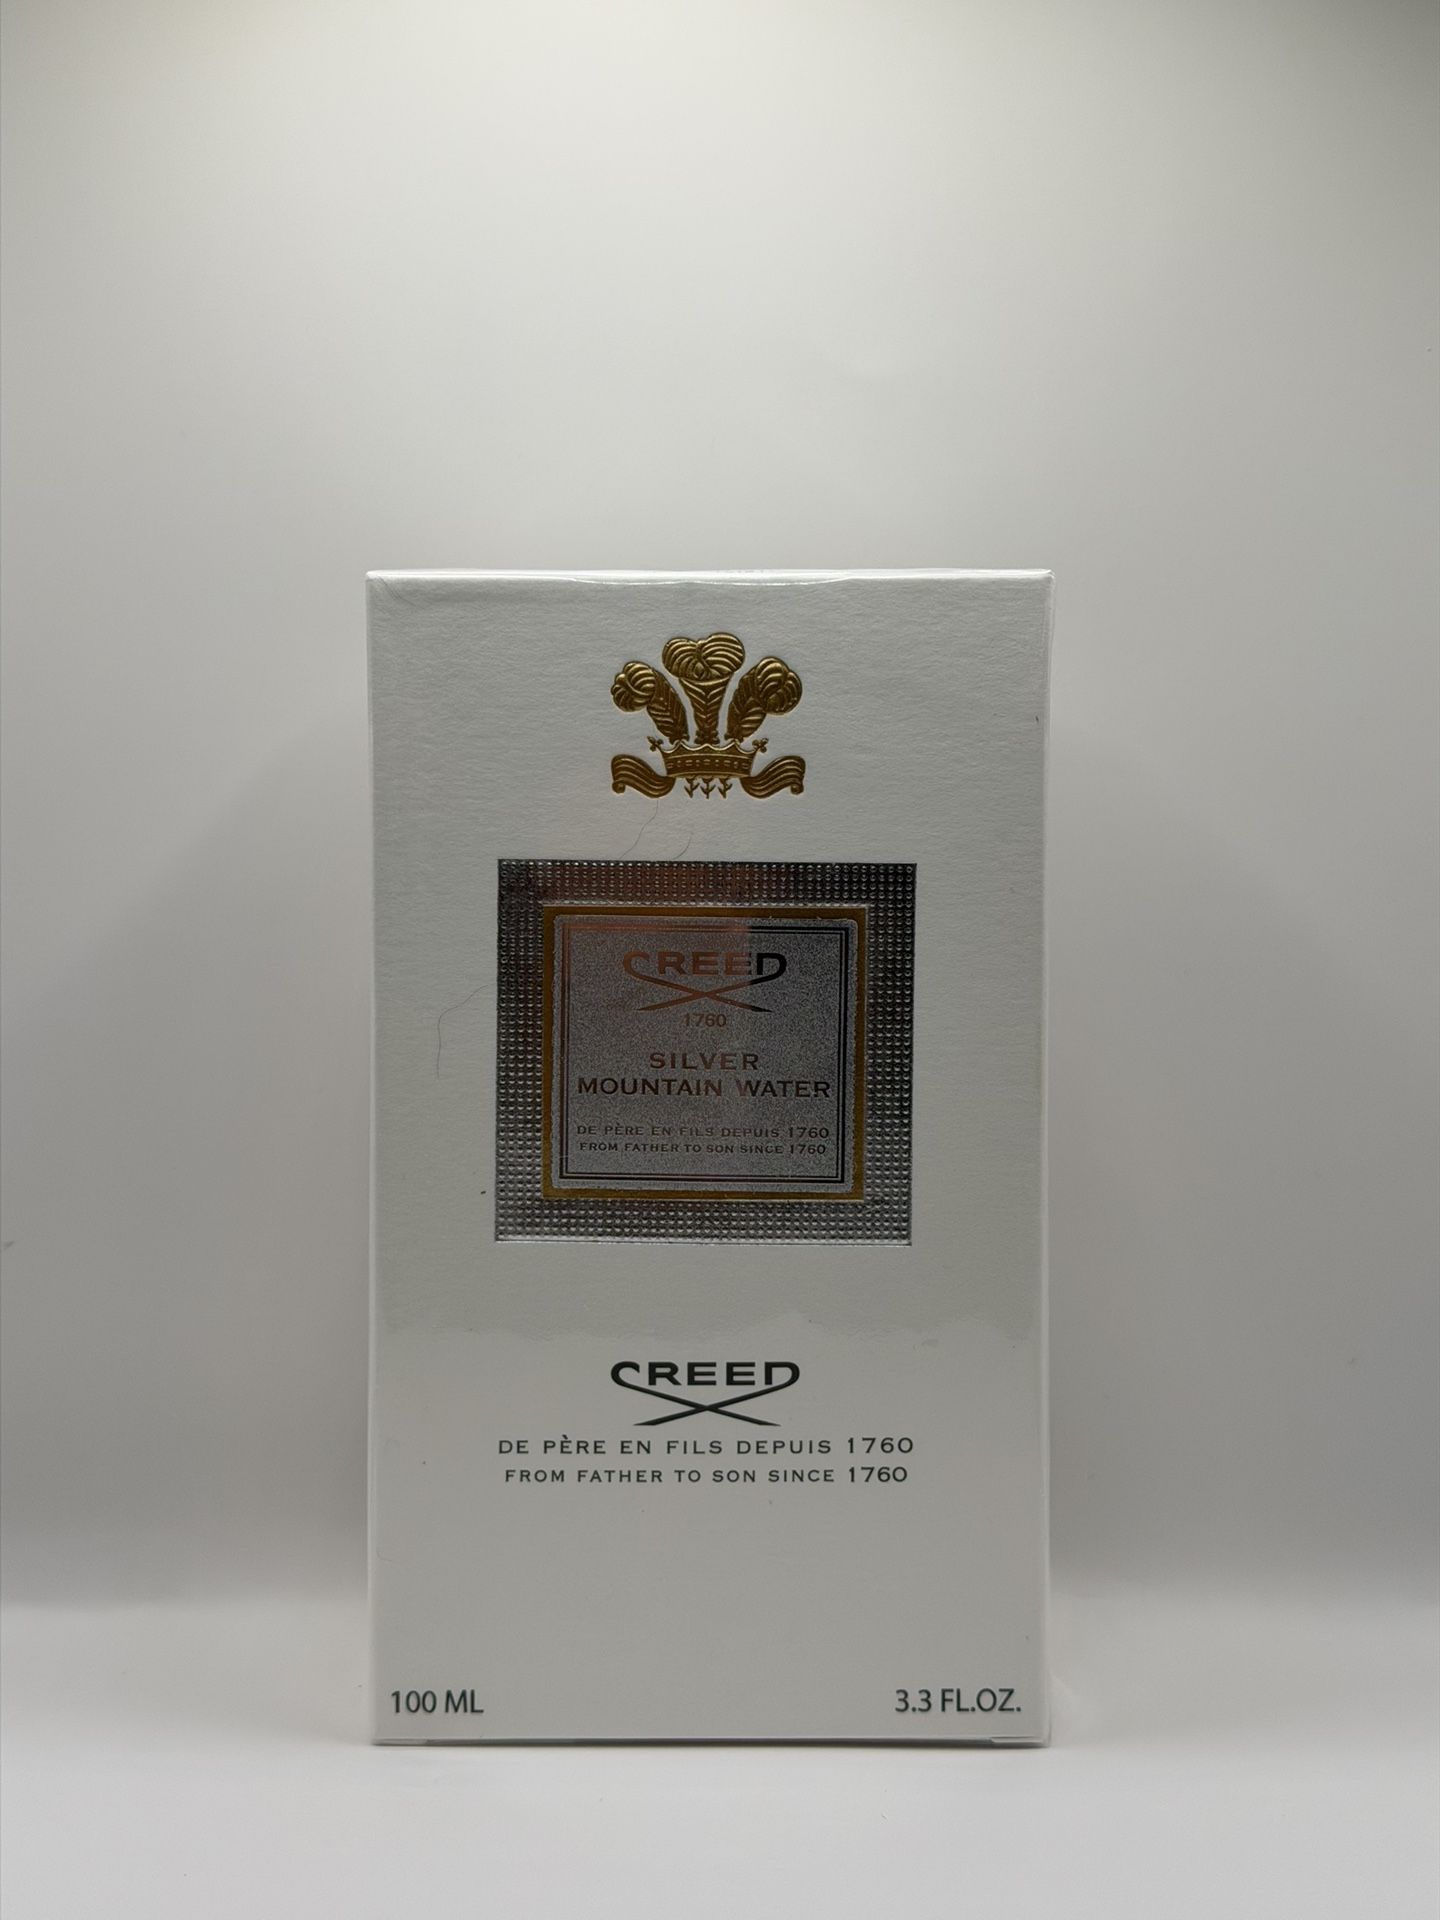 CREED
1760
SILVER
MOUNTAIN WATER
DE PÈRE EN FILS DEPUIS 1760
FROM FATHER TO SON SINCE 1760
CREED
DE PÈRE EN FILS DEPUIS 1760
FROM FATHER TO SON SINCE 1760
100 ML 3.3 FL.OZ.